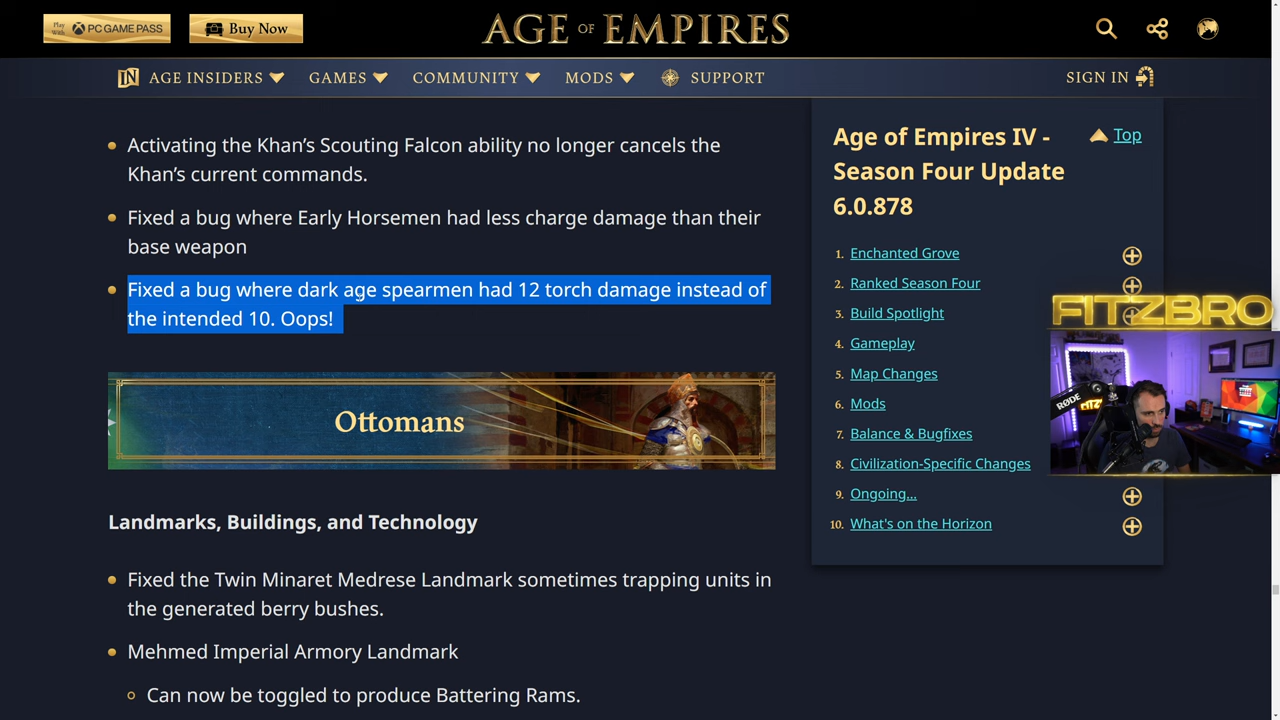 Play With
PC GAME PASS
Buy Now
AGE OF EMPIRES
IN AGE INSIDERS
GAMES
COMMUNITY
MODS
SUPPORT
SIGN IN
Activating the Khan’s Scouting Falcon ability no longer cancels the
Khan’s current commands.
Fixed a bug where Early Horsemen had less charge damage than their
base weapon
Fixed a bug where dark age spearmen had 12 torch damage instead of
the intended 10. Oops!
Ottomans
Landmarks, Buildings, and Technology
Fixed the Twin Minaret Medrese Landmark sometimes trapping units in
the generated berry bushes.
Mehmed Imperial Armory Landmark
Can now be toggled to produce Battering Rams.
Age of Empires IV -
Season Four Update
6.0.878
Top
1. Enchanted Grove
2. Ranked Season Four
3. Build Spotlight
4. Gameplay
5. Map Changes
6. Mods
7. Balance & Bugfixes
8. Civilization-Specific Changes
9. Ongoing...
10. What's on the Horizon
FITZBRO
RØDE